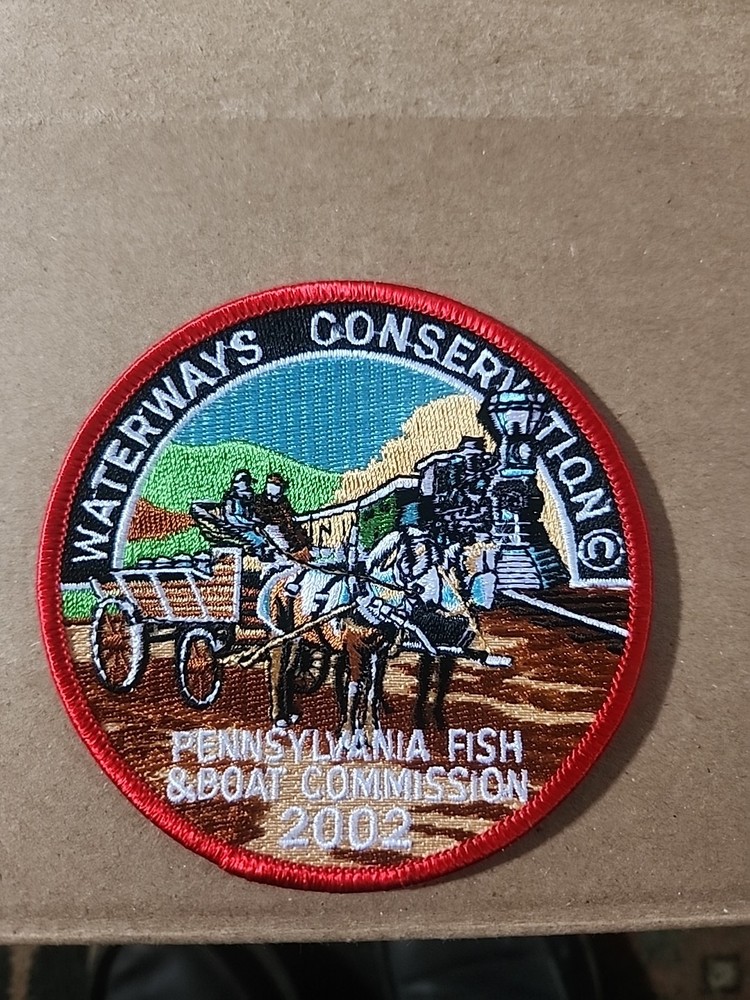 WATERWAYS CONSERVATION ©
PENNSYLVANIA FISH
&BOAT COMMISSION
2002